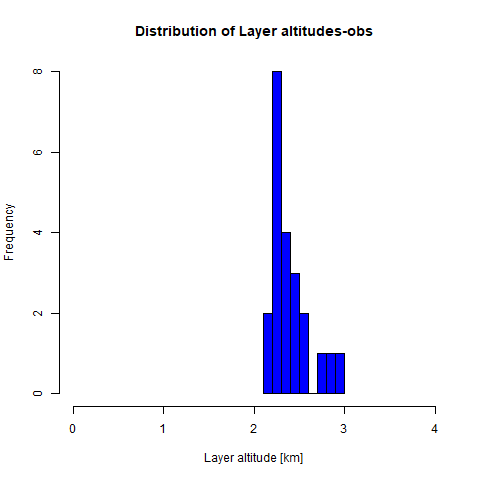 Distribution of Layer altitudes-obs
Frequency
8
6
4
2
0
0 1 2 3 4
Layer altitude [km]